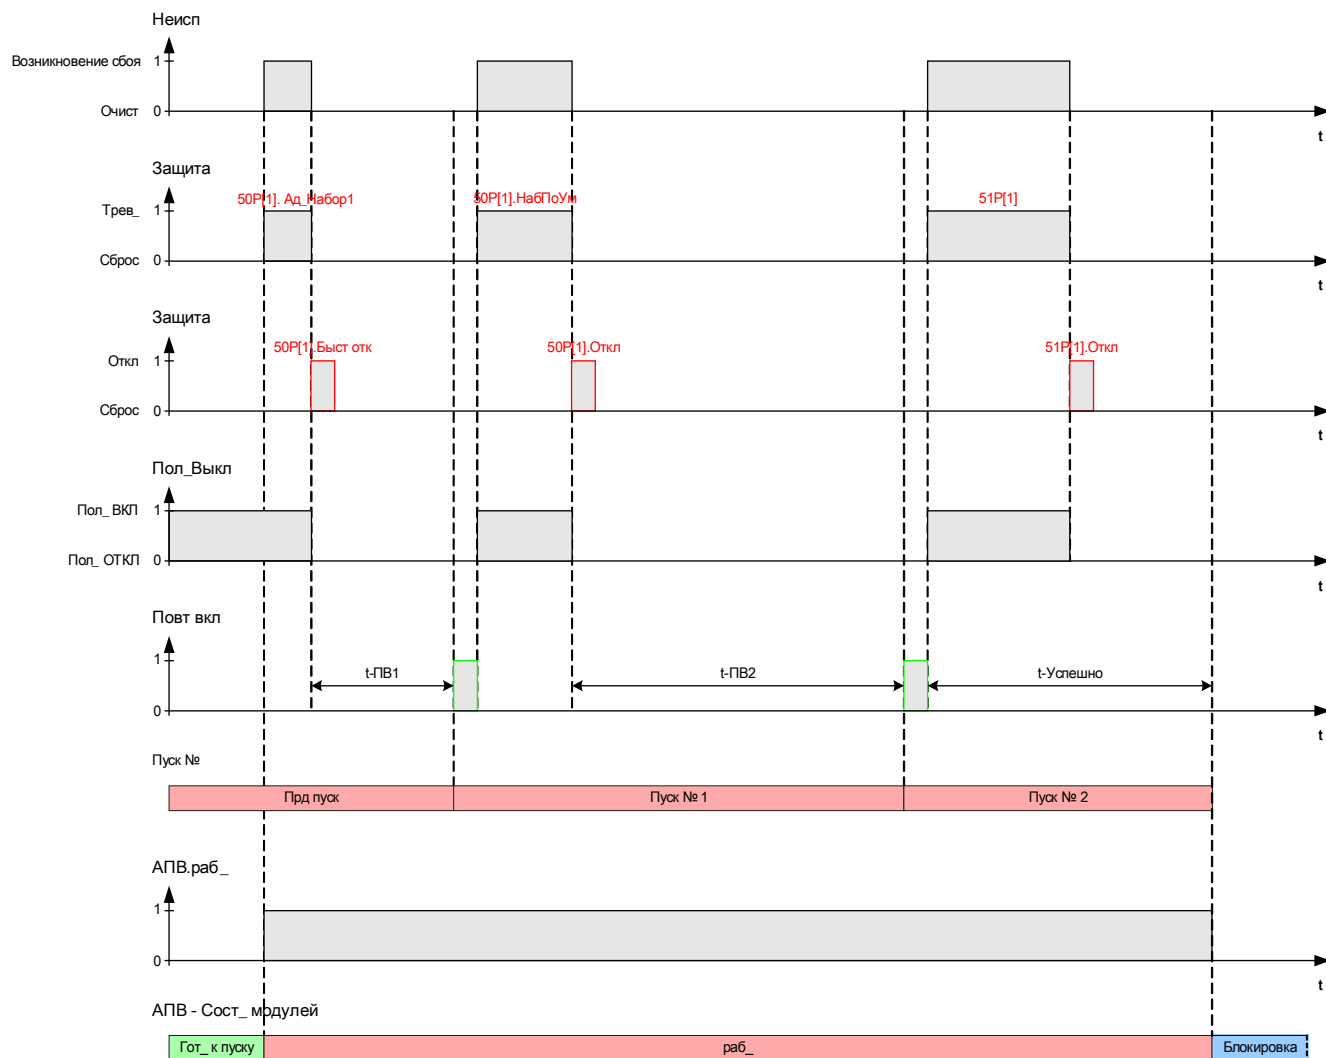 Неисп
Возникновение сбоя 1
Очист 0
t
Защита
50P[1]. Ад_Набор1 50P[1].НабПоУм 51P[1]
Трев_ 1
Сброс 0
t
Защита
50P[1].Быст отк 50P[1].Откл 51P[1].Откл
Откл 1
Сброс 0
t
Пол_Выкл
Пол_ ВКЛ 1
Пол_ ОТКЛ 0
t
Повт вкл
1
t-ПВ1 t-ПВ2 t-Успешно
0
t
Пуск №
Прд пуск Пуск № 1 Пуск № 2
АПВ.раб_
1
0
t
АПВ - Сост_ модулей
Гот_ к пуску раб_ Блокировка